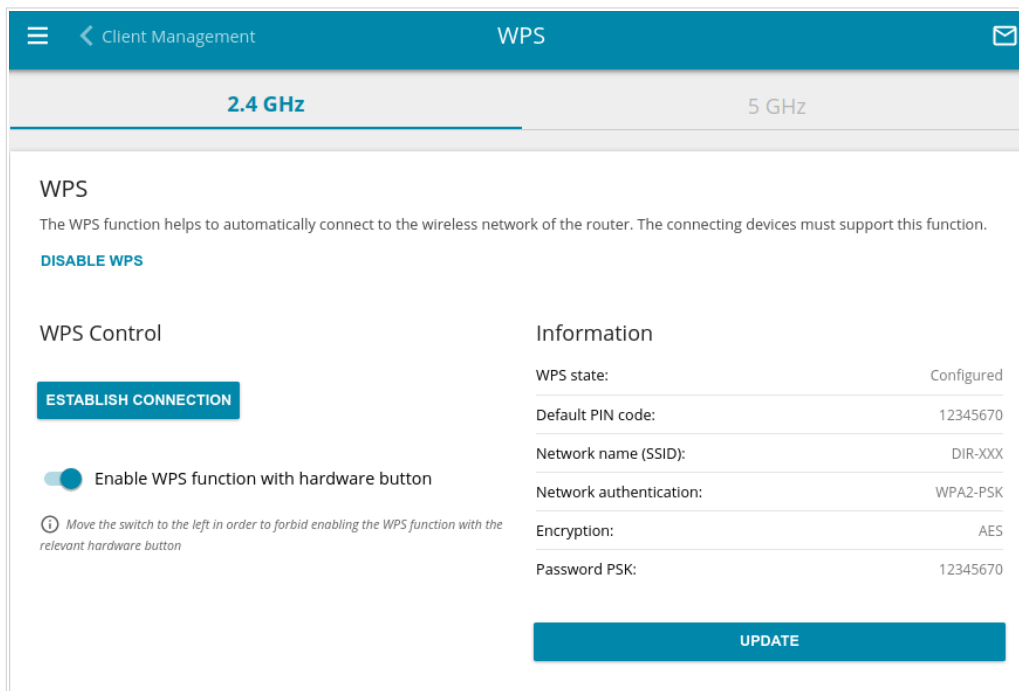 Client Management
WPS
2.4 GHz
5 GHz
WPS
The WPS function helps to automatically connect to the wireless network of the router. The connecting devices must support this function.
DISABLE WPS
WPS Control
ESTABLISH CONNECTION
Enable WPS function with hardware button
Move the switch to the left in order to forbid enabling the WPS function with the
relevant hardware button
Information
WPS state: Configured
Default PIN code: 12345670
Network name (SSID): DIR-XXX
Network authentication: WPA2-PSK
Encryption: AES
Password PSK: 12345670
UPDATE